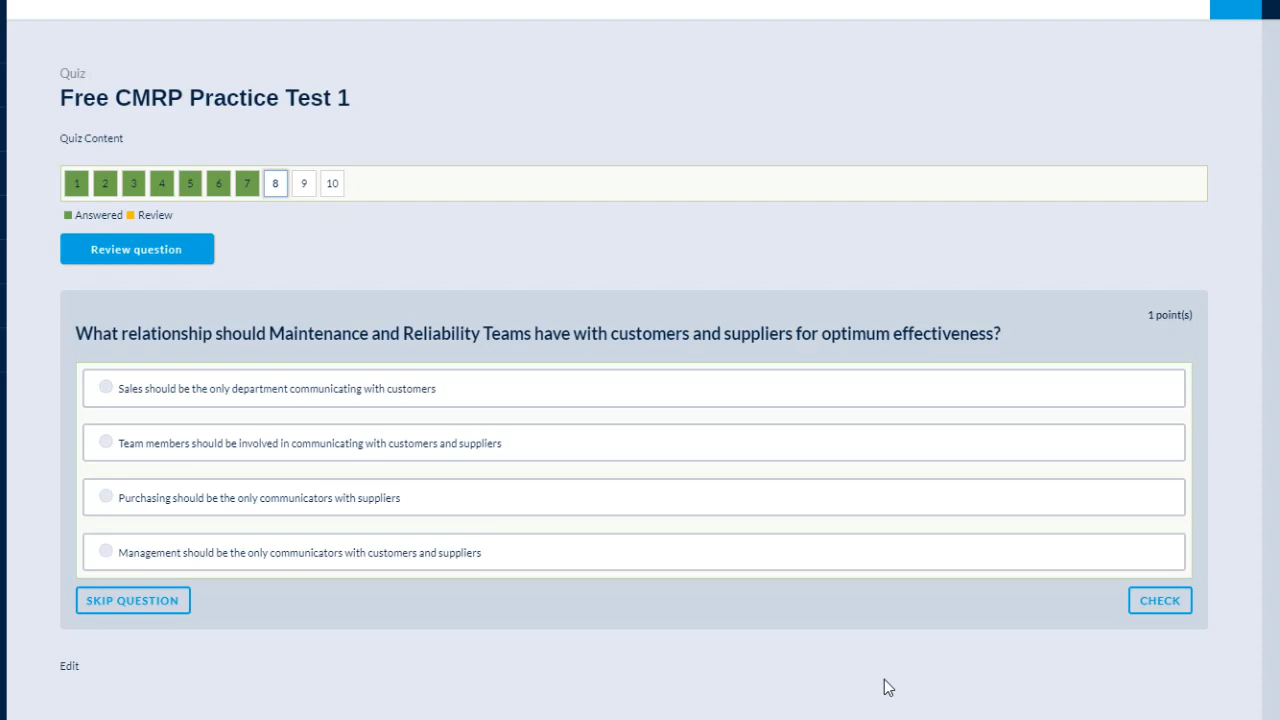 Quiz
Free CMRP Practice Test 1
Quiz Content
1 2 3 4 5 6 7 8 9 10
Answered Review
Review question
1 point(s)
What relationship should Maintenance and Reliability Teams have with customers and suppliers for optimum effectiveness?
Sales should be the only department communicating with customers
Team members should be involved in communicating with customers and suppliers
Purchasing should be the only communicators with suppliers
Management should be the only communicators with customers and suppliers
SKIP QUESTION CHECK
Edit